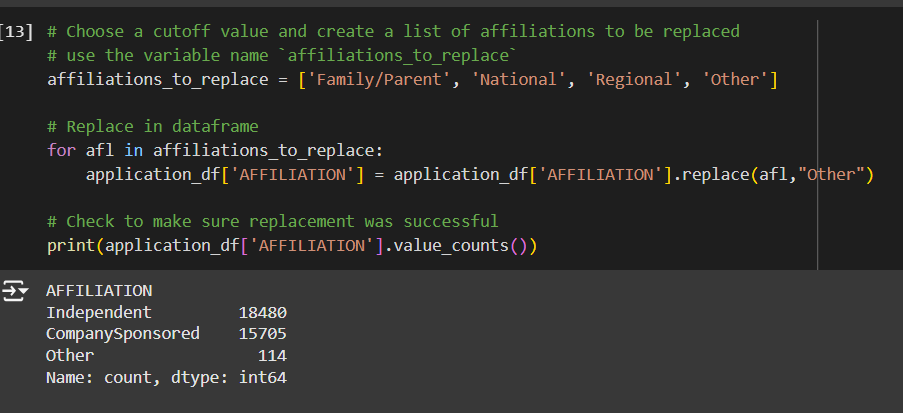 [13] # Choose a cutoff value and create a list of affiliations to be replaced
# use the variable name `affiliations_to_replace`
affiliations_to_replace = ['Family/Parent', 'National', 'Regional', 'Other']
# Replace in dataframe
for afl in affiliations_to_replace:
    application_df['AFFILIATION'] = application_df['AFFILIATION'].replace(afl,"Other")
# Check to make sure replacement was successful
print(application_df['AFFILIATION'].value_counts())
AFFILIATION
Independent         18480
CompanySponsored    15705
Other                 114
Name: count, dtype: int64